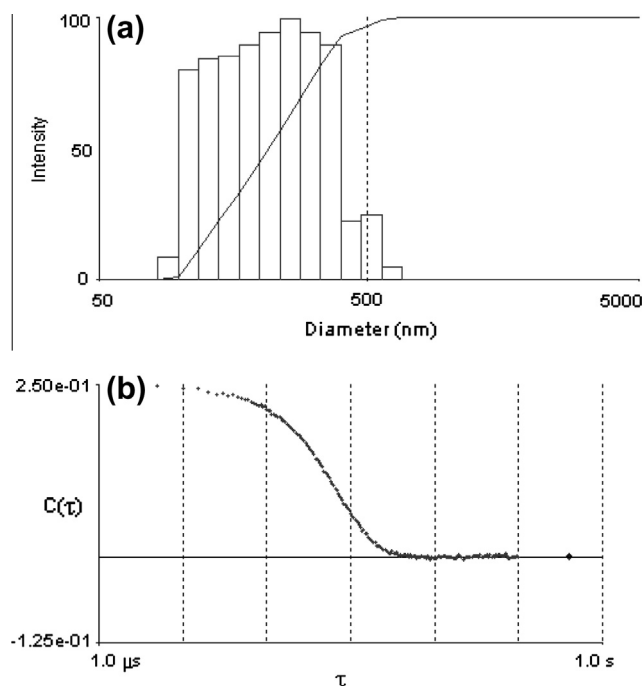 (a)
100
50
0
Intensity
50
500
5000
Diameter (nm)
(b)
2.50e-01
C(τ)
-1.25e-01
1.0 μs
1.0 s
τ